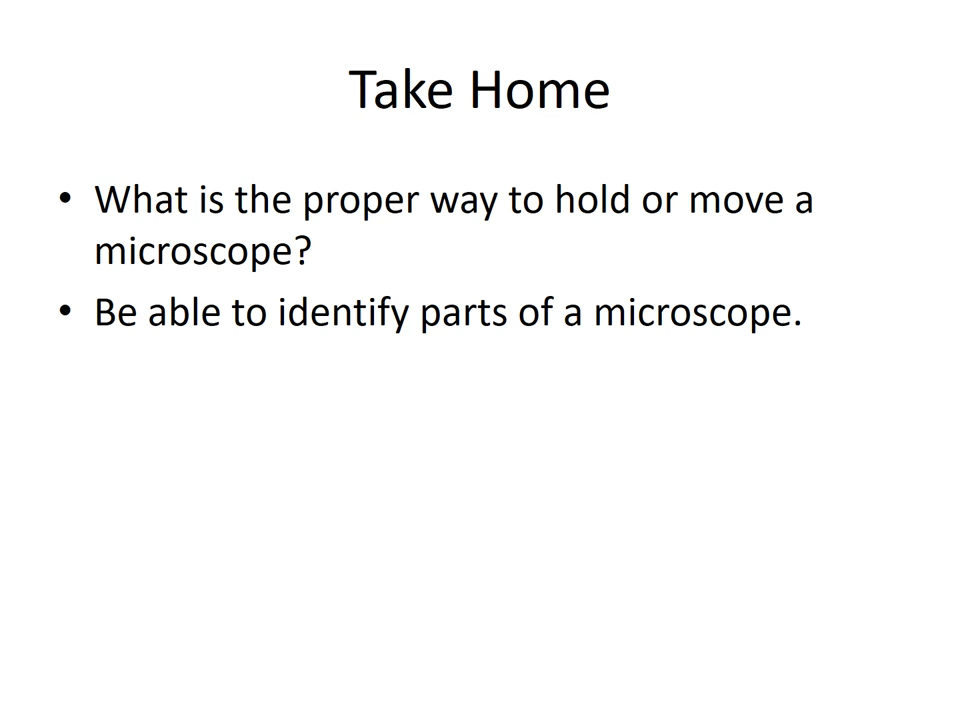 Take Home
• What is the proper way to hold or move a
microscope?
• Be able to identify parts of a microscope.